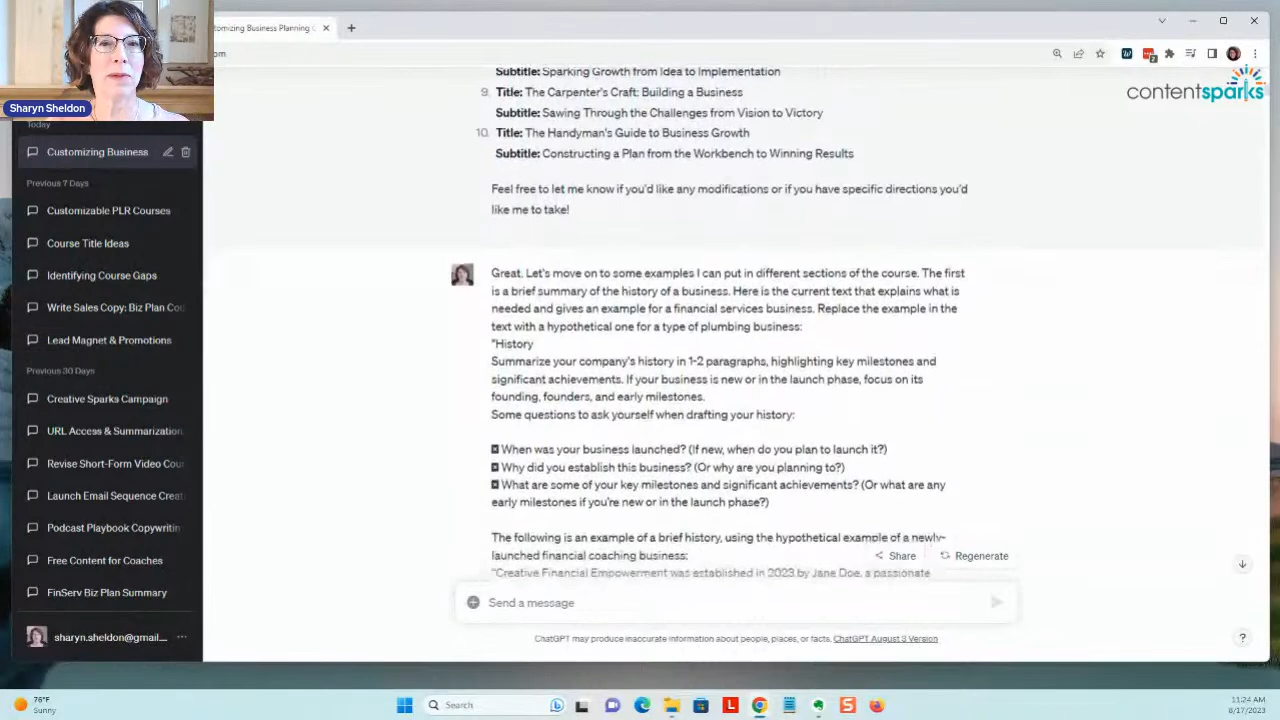 Sharyn Sheldon
tomizing Business Planning
om
contentsparks
Today
Customizing Business
Previous 7 Days
Customizable PLR Courses
Course Title Ideas
Identifying Course Gaps
Write Sales Copy: Biz Plan Cou
Lead Magnet & Promotions
Previous 30 Days
Creative Sparks Campaign
URL Access & Summarization
Revise Short-Form Video Cour
Launch Email Sequence Creati
Podcast Playbook Copywritin
Free Content for Coaches
FinServ Biz Plan Summary
sharyn.sheldon@gmail...
Subtitle: Sparking Growth from Idea to Implementation
9. Title: The Carpenter's Craft: Building a Business
Subtitle: Sawing Through the Challenges from Vision to Victory
10. Title: The Handyman's Guide to Business Growth
Subtitle: Constructing a Plan from the Workbench to Winning Results
Feel free to let me know if you'd like any modifications or if you have specific directions you'd
like me to take!
Great. Let's move on to some examples I can put in different sections of the course. The first
is a brief summary of the history of a business. Here is the current text that explains what is
needed and gives an example for a financial services business. Replace the example in the
text with a hypothetical one for a type of plumbing business:
"History
Summarize your company's history in 1-2 paragraphs, highlighting key milestones and
significant achievements. If your business is new or in the launch phase, focus on its
founding, founders, and early milestones.
Some questions to ask yourself when drafting your history:
When was your business launched? (If new, when do you plan to launch it?)
Why did you establish this business? (Or why are you planning to?)
What are some of your key milestones and significant achievements? (Or what are any
early milestones if you're new or in the launch phase?)
The following is an example of a brief history, using the hypothetical example of a newly-
launched financial coaching business:
"Creative Financial Empowerment was established in 2023 by Jane Doe, a passionate
Share
Regenerate
Send a message
ChatGPT may produce inaccurate information about people, places, or facts. ChatGPT August 3 Version
?
76°F
Sunny
Search
11:24 AM
8/17/2023